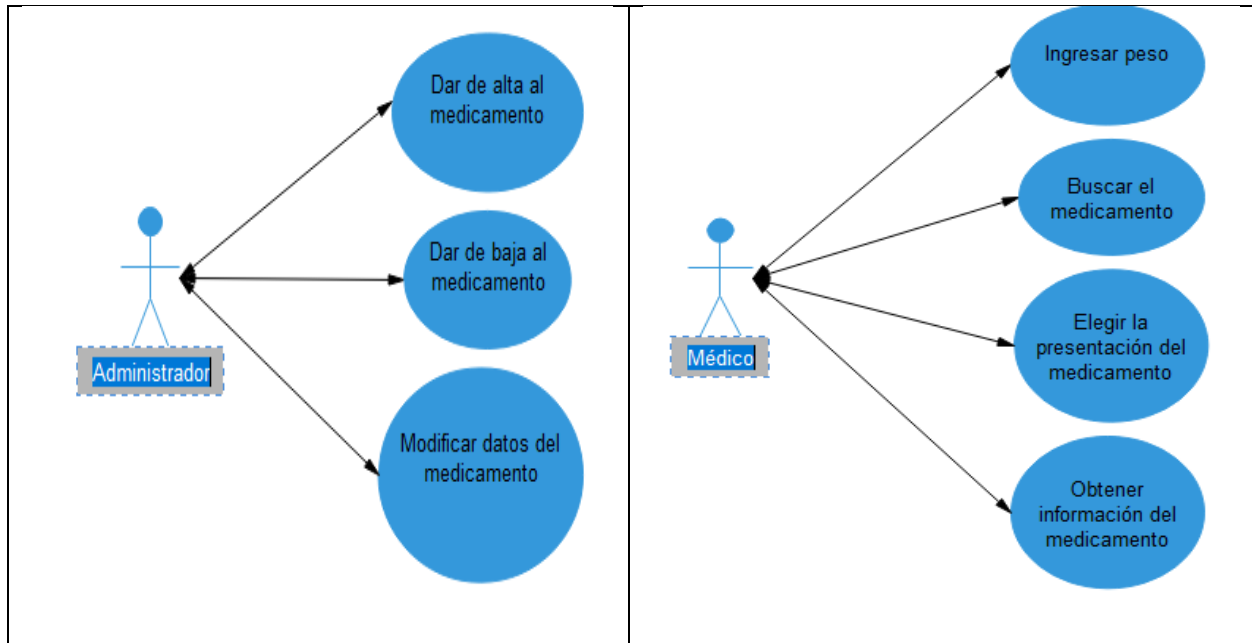 Dar de alta al
medicamento
Dar de baja al
medicamento
Administrador
Modificar datos del
medicamento
Ingresar peso
Buscar el
medicamento
Elegir la
presentación del
medicamento
Médico
Obtener
información del
medicamento